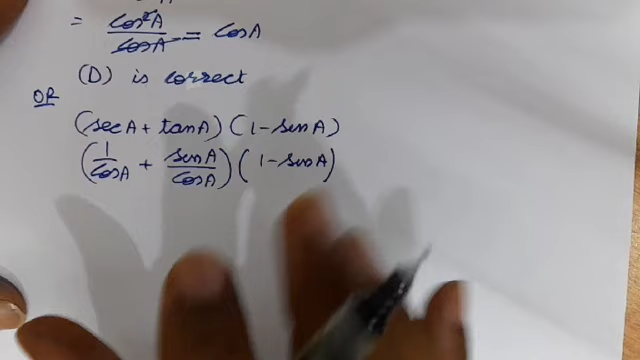 = cos²A / cosA = cosA
(D) is correct
OR
(secA + tanA) (1 - sinA)
(1/cosA + sinA/cosA) (1 - sinA)